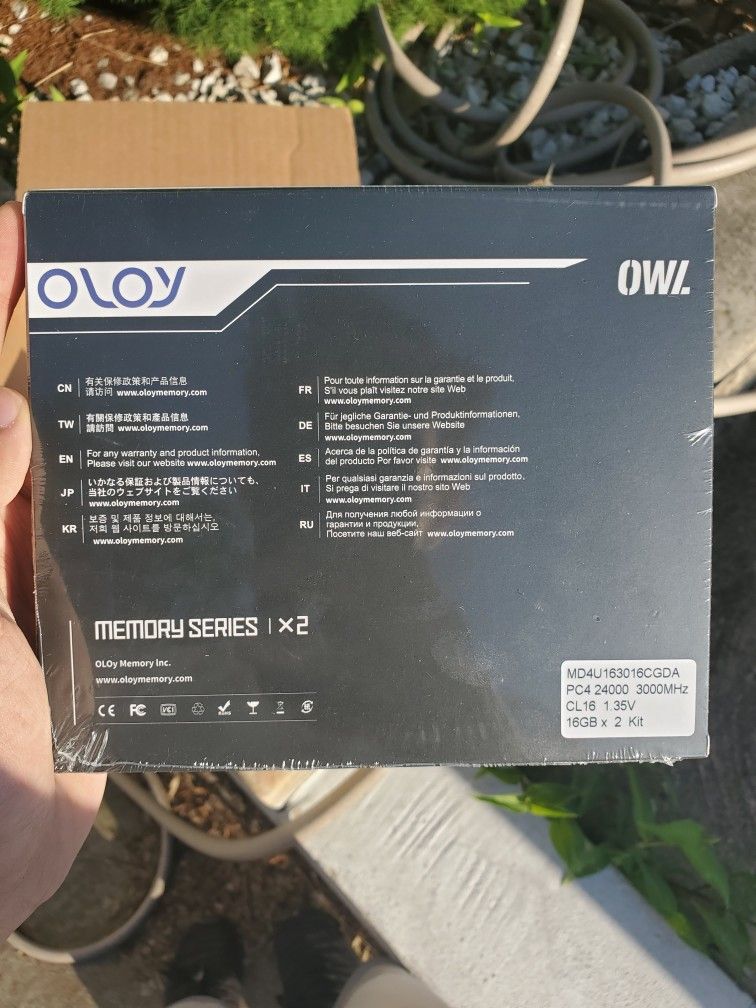 OLOY
OWL
CN
有关保修政策和产品信息
请访问 www.oloymemory.com
TW
有關保修政策和產品信息
請訪問 www.oloymemory.com
EN
For any warranty and product information,
Please visit our website www.oloymemory.com
JP
いかなる保証および製品情報についても、
当社のウェブサイトをご覧ください
www.oloymemory.com
KR
보증 및 제품 정보에 대해서는,
저희 웹 사이트를 방문하십시오
www.oloymemory.com
FR
Pour toute information sur la garantie et le produit,
S'il vous plaît visitez notre site Web
www.oloymemory.com
DE
Für jegliche Garantie- und Produktinformationen,
Bitte besuchen Sie unsere Website
www.oloymemory.com
ES
Acerca de la política de garantía y la información
del producto Por favor visite www.oloymemory.com
IT
Per qualsiasi garanzia e informazioni sul prodotto.
Si prega di visitare il nostro sito Web
www.oloymemory.com
RU
Для получения любой информации о
гарантии и продукции,
Посетите наш веб-сайт www.oloymemory.com
MEMORY SERIES | X2
OLOy Memory Inc.
www.oloymemory.com
CE FC VCI RoHS
MD4U163016CGDA
PC4 24000 3000MHz
CL16 1.35V
16GB x 2 Kit